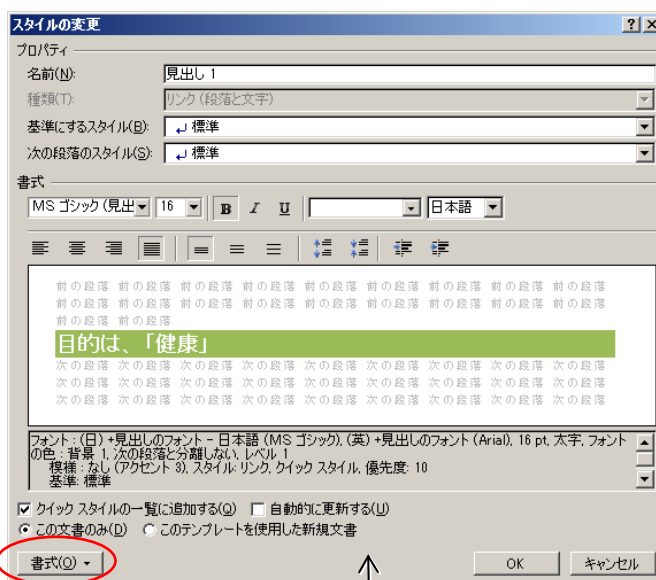 スタイルの変更
プロパティ
名前(N): 見出し 1
種類(T): リンク (段落と文字)
基準にするスタイル(B): ↵ 標準
次の段落のスタイル(S): ↵ 標準
書式
MS ゴシック (見出 16 B I U 日本語
前の段落 前の段落 前の段落 前の段落 前の段落 前の段落 前の段落 前の段落 前の段落
前の段落 前の段落 前の段落 前の段落 前の段落 前の段落 前の段落 前の段落 前の段落
前の段落 前の段落
目的は、「健康」
次の段落 次の段落 次の段落 次の段落 次の段落 次の段落 次の段落 次の段落 次の段落
次の段落 次の段落 次の段落 次の段落 次の段落 次の段落 次の段落 次の段落 次の段落
次の段落 次の段落 次の段落 次の段落 次の段落 次の段落 次の段落 次の段落 次の段落
フォント : (日) +見出しのフォント - 日本語 (MS ゴシック), (英) +見出しのフォント (Arial), 16 pt, 太字, フォント
の色 : 背景 1, 次の段落と分離しない, レベル 1
模様 : なし (アクセント 3), スタイル: リンク, クイック スタイル, 優先度: 10
基準: 標準
クイック スタイルの一覧に追加する(Q) 自動的に更新する(U)
この文書のみ(D) このテンプレートを使用した新規文書
書式(O) OK キャンセル